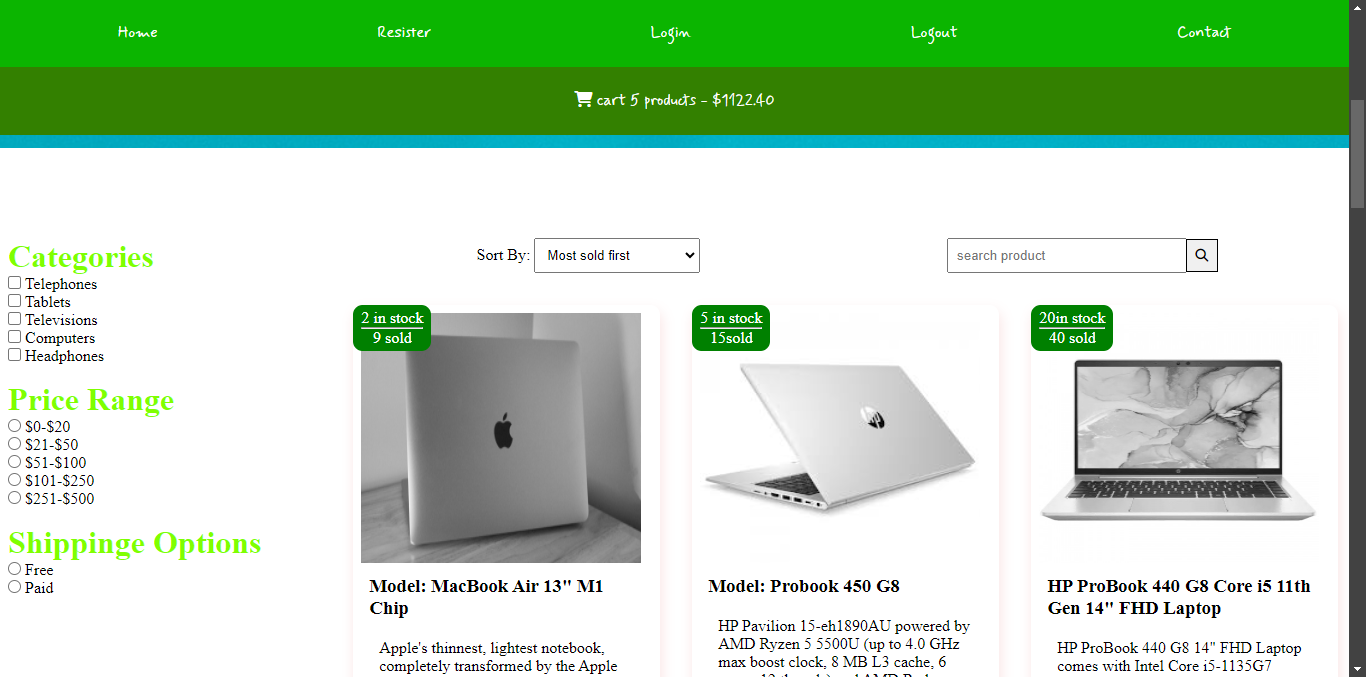 Home Resister Login Logout Contact
cart 5 products - $1122.40
Categories
Telephones
Tablets
Televisions
Computers
Headphones
Price Range
$0-$20
$21-$50
$51-$100
$101-$250
$251-$500
Shippinge Options
Free
Paid
Sort By: Most sold first
search product
2 in stock
9 sold
Model: MacBook Air 13" M1
Chip
Apple's thinnest, lightest notebook,
completely transformed by the Apple
5 in stock
15sold
hp
Model: Probook 450 G8
HP Pavilion 15-eh1890AU powered by
AMD Ryzen 5 5500U (up to 4.0 GHz
max boost clock, 8 MB L3 cache, 6
20in stock
40 sold
HP ProBook 440 G8 Core i5 11th
Gen 14" FHD Laptop
HP ProBook 440 G8 14" FHD Laptop
comes with Intel Core i5-1135G7